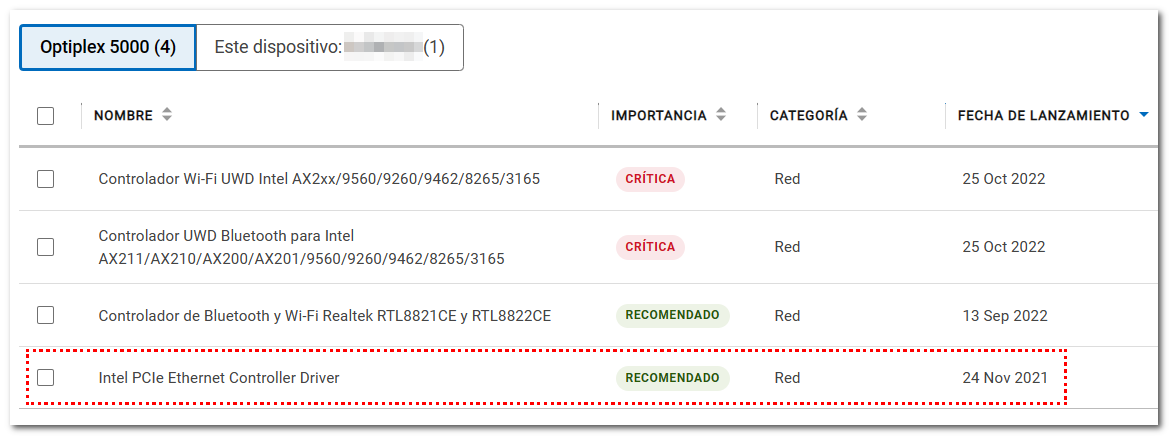 Optiplex 5000 (4) Este dispositivo: (1)
NOMBRE IMPORTANCIA CATEGORÍA FECHA DE LANZAMIENTO
Controlador Wi-Fi UWD Intel AX2xx/9560/9260/9462/8265/3165 CRÍTICA Red 25 Oct 2022
Controlador UWD Bluetooth para Intel
AX211/AX210/AX200/AX201/9560/9260/9462/8265/3165 CRÍTICA Red 25 Oct 2022
Controlador de Bluetooth y Wi-Fi Realtek RTL8821CE y RTL8822CE RECOMENDADO Red 13 Sep 2022
Intel PCIe Ethernet Controller Driver RECOMENDADO Red 24 Nov 2021